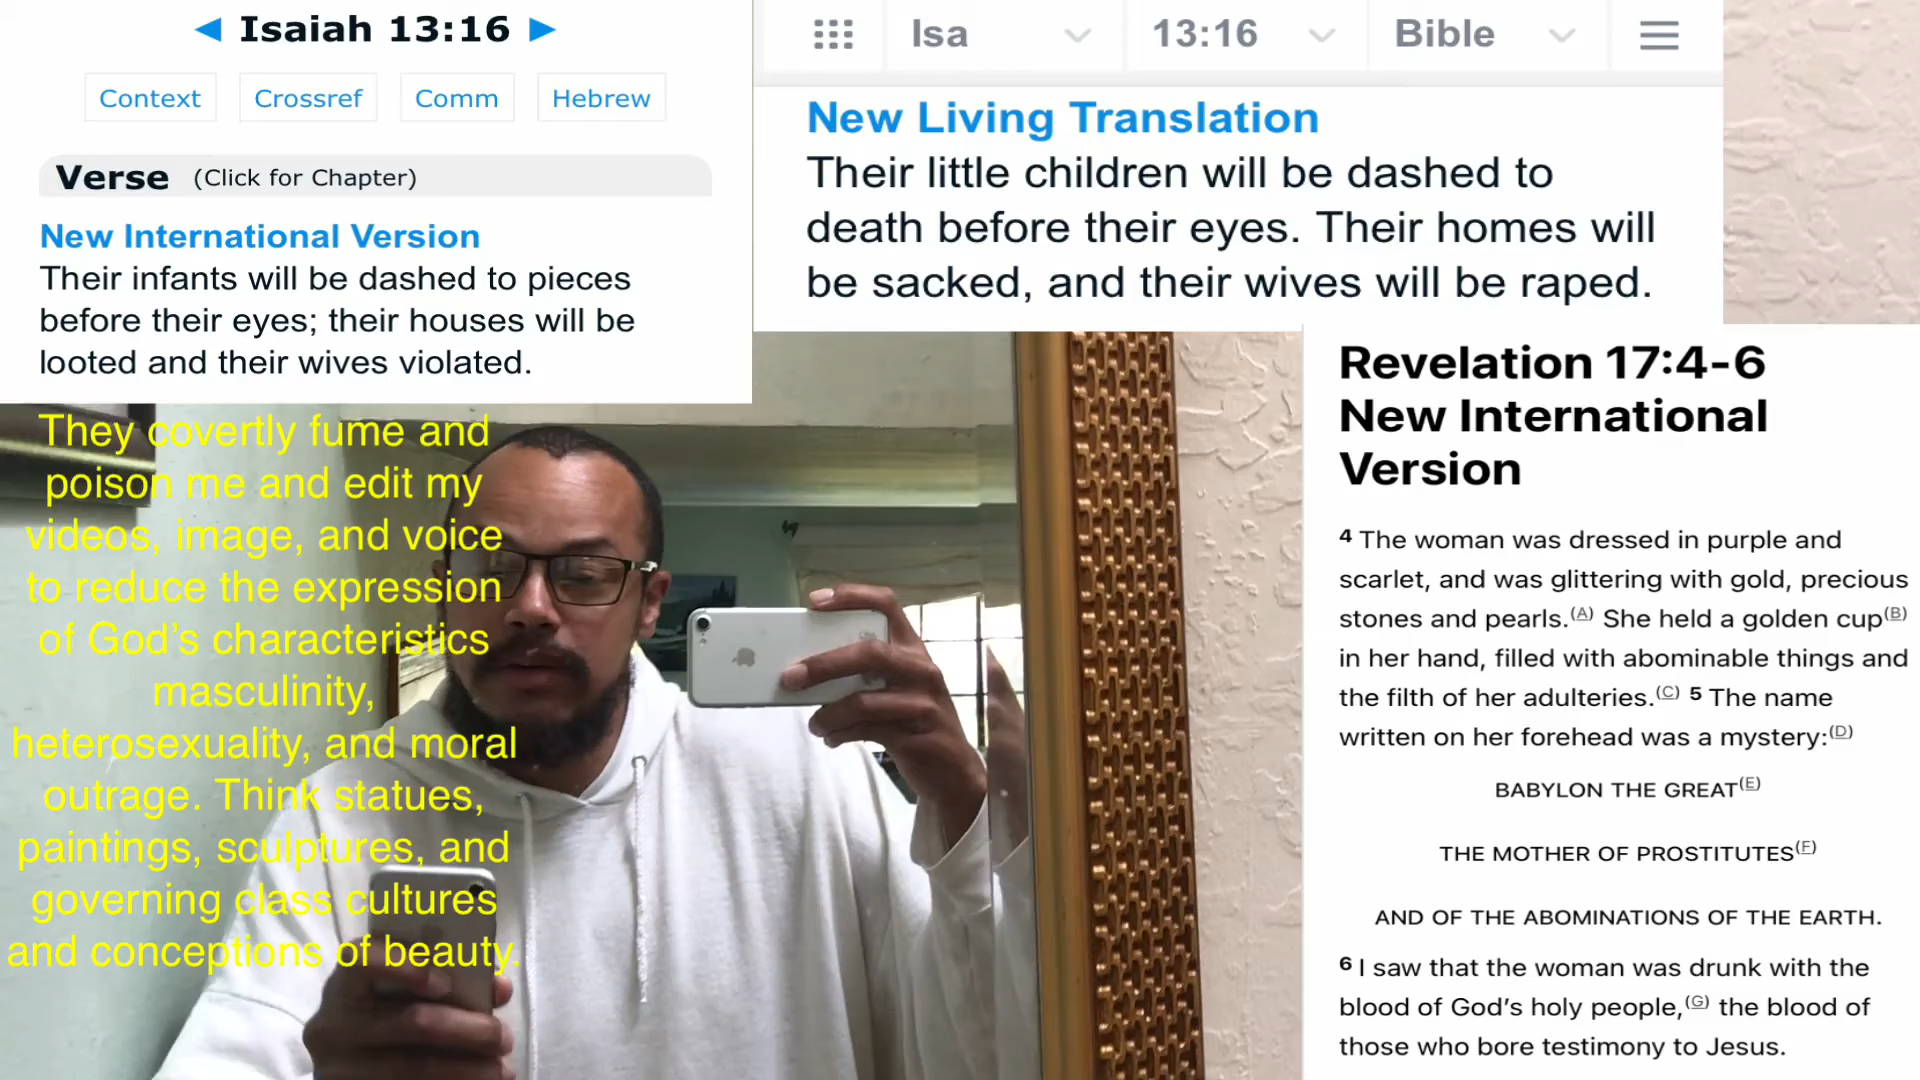 Isaiah 13:16
Context
Crossref
Comm
Hebrew
Verse (Click for Chapter)
New International Version
Their infants will be dashed to pieces
before their eyes; their houses will be
looted and their wives violated.
Isa
13:16
Bible
New Living Translation
Their little children will be dashed to
death before their eyes. Their homes will
be sacked, and their wives will be raped.
They covertly fume and
poison me and edit my
videos, image, and voice
to reduce the expression
of God’s characteristics
masculinity,
heterosexuality, and moral
outrage. Think statues,
paintings, sculptures, and
governing class cultures
and conceptions of beauty.
Revelation 17:4-6
New International
Version
4 The woman was dressed in purple and
scarlet, and was glittering with gold, precious
stones and pearls.(A) She held a golden cup(B)
in her hand, filled with abominable things and
the filth of her adulteries.(C) 5 The name
written on her forehead was a mystery:(D)
BABYLON THE GREAT(E)
THE MOTHER OF PROSTITUTES(F)
AND OF THE ABOMINATIONS OF THE EARTH.
6 I saw that the woman was drunk with the
blood of God’s holy people,(G) the blood of
those who bore testimony to Jesus.